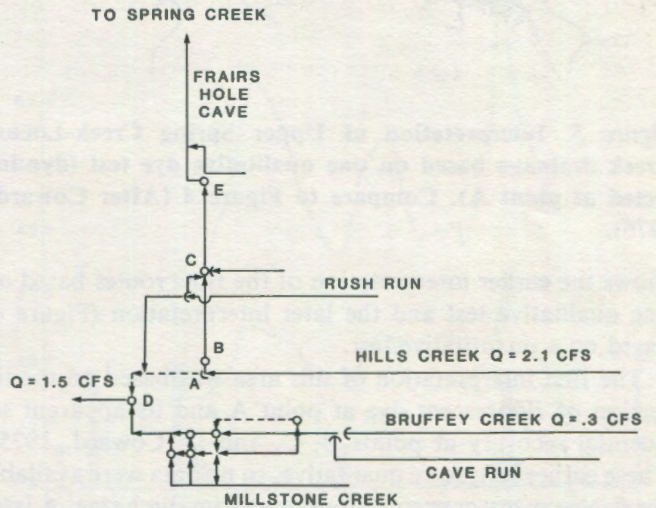 TO SPRING CREEK
FRAIRS
HOLE
CAVE
E
C
RUSH RUN
B
HILLS CREEK Q = 2.1 CFS
Q = 1.5 CFS
A
D
BRUFFEY CREEK Q = .3 CFS
CAVE RUN
MILLSTONE CREEK